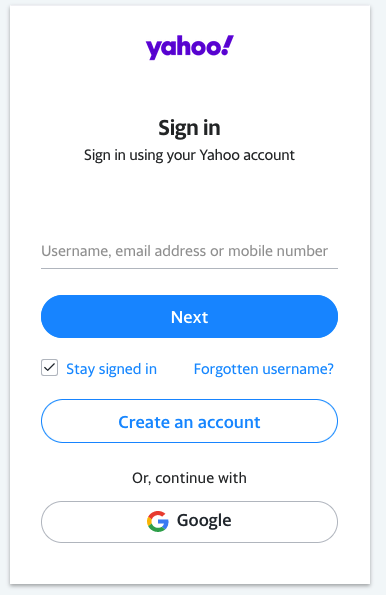 yahoo!
Sign in
Sign in using your Yahoo account
Username, email address or mobile number
Next
Stay signed in Forgotten username?
Create an account
Or, continue with
Google